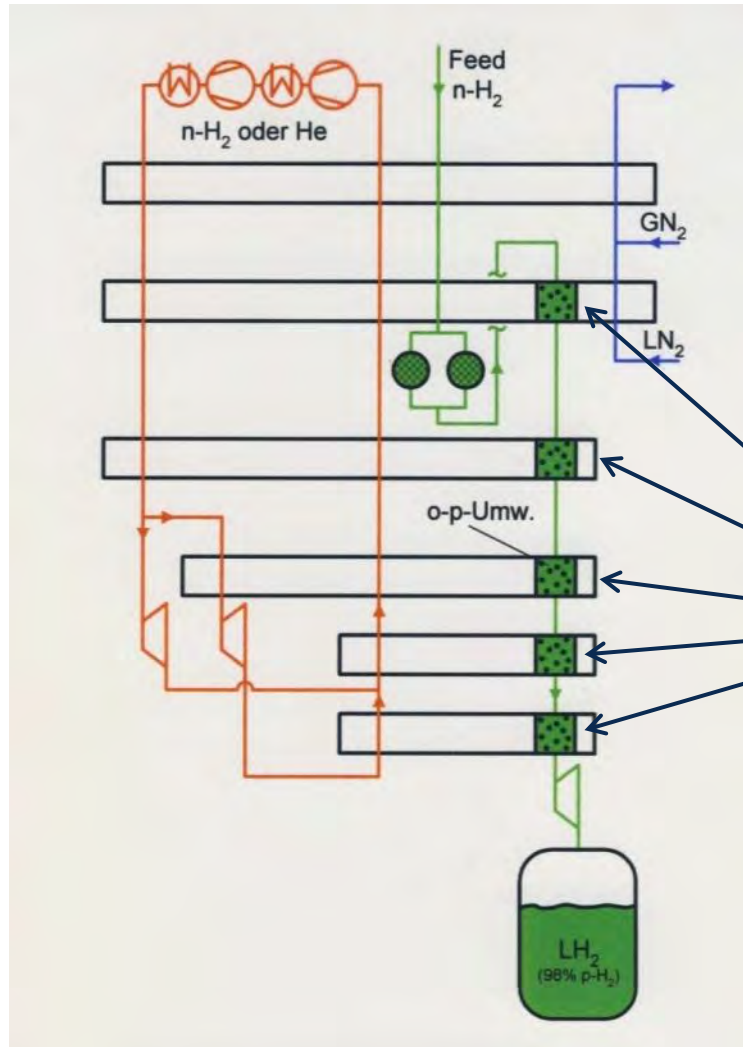 Feed
n-H₂
n-H₂ oder He
GN₂
LN₂
o-p-Umw.
LH₂
(98% p-H₂)